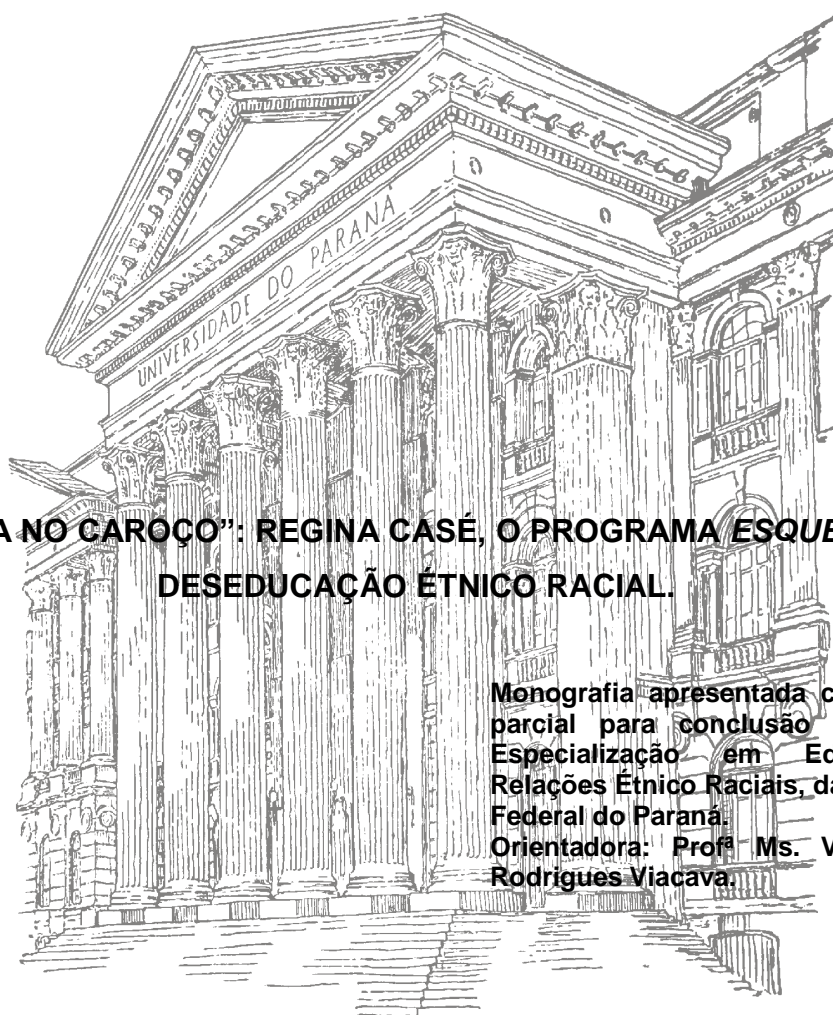 UNIVERSIDADE DO PARANÁ
A NO CAROÇO”: REGINA CASÉ, O PROGRAMA ESQUE
DESEDUCAÇÃO ÉTNICO RACIAL.
Monografia apresentada c
parcial para conclusão
Especialização em Ed
Relações Étnico Raciais, da
Federal do Paraná.
Orientadora: Profª Ms. V
Rodrigues Viacava.